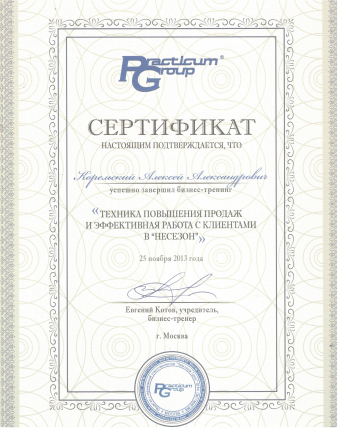 Practicum®
Group
СЕРТИФИКАТ
НАСТОЯЩИМ ПОДТВЕРЖДАЕТСЯ, ЧТО
Корельский Алексей Александрович
успешно завершил бизнес-тренинг
“ТЕХНИКА ПОВЫШЕНИЯ ПРОДАЖ
И ЭФФЕКТИВНАЯ РАБОТА С КЛИЕНТАМИ
В “НЕСЕЗОН”»
25 ноября 2013 года
Евгений Котов, учредитель,
бизнес-тренер
г. Москва
Practicum
Group